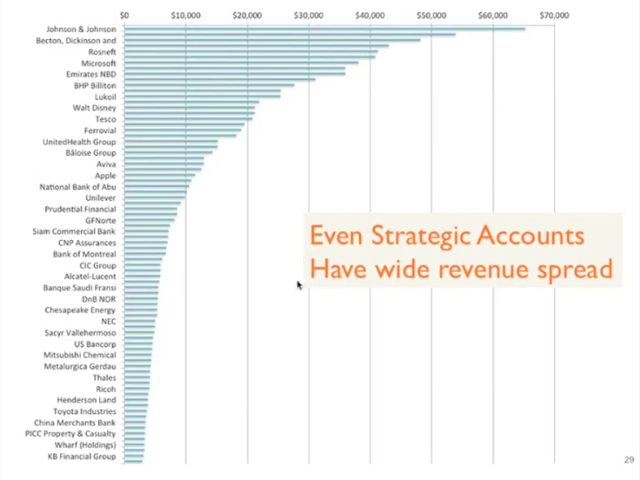 $0 $10,000 $20,000 $30,000 $40,000 $50,000 $60,000 $70,000
Johnson & Johnson
Becton, Dickinson and
Rosneft
Microsoft
Emirates NBD
BHP Billiton
Lukoil
Walt Disney
Tesco
Ferrovial
UnitedHealth Group
Bâloise Group
Aviva
Apple
National Bank of Abu
Unilever
Prudential Financial
GFNorte
Siam Commercial Bank
CNP Assurances
Bank of Montreal
CIC Group
Alcatel-Lucent
Banque Saudi Fransi
DnB NOR
Chesapeake Energy
NEC
Sacyr Vallehermoso
US Bancorp
Mitsubishi Chemical
Metalurgica Gerdau
Thales
Ricoh
Henderson Land
Toyota Industries
China Merchants Bank
PICC Property & Casualty
Wharf (Holdings)
KB Financial Group
Even Strategic Accounts
Have wide revenue spread
29